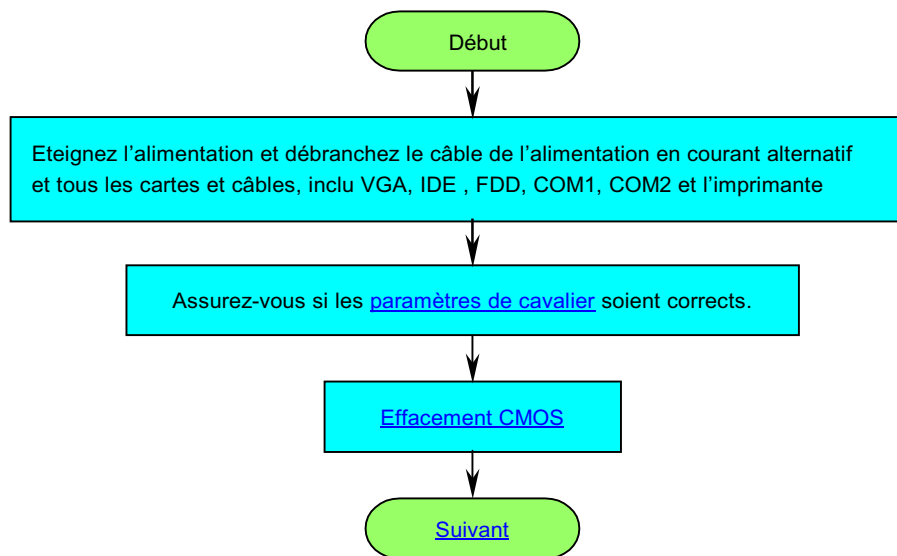 Début
Eteignez l'alimentation et débranchez le câble de l'alimentation en courant alternatif
et tous les cartes et câbles, inclu VGA, IDE , FDD, COM1, COM2 et l'imprimante
Assurez-vous si les paramètres de cavalier soient corrects.
Effacement CMOS
Suivant